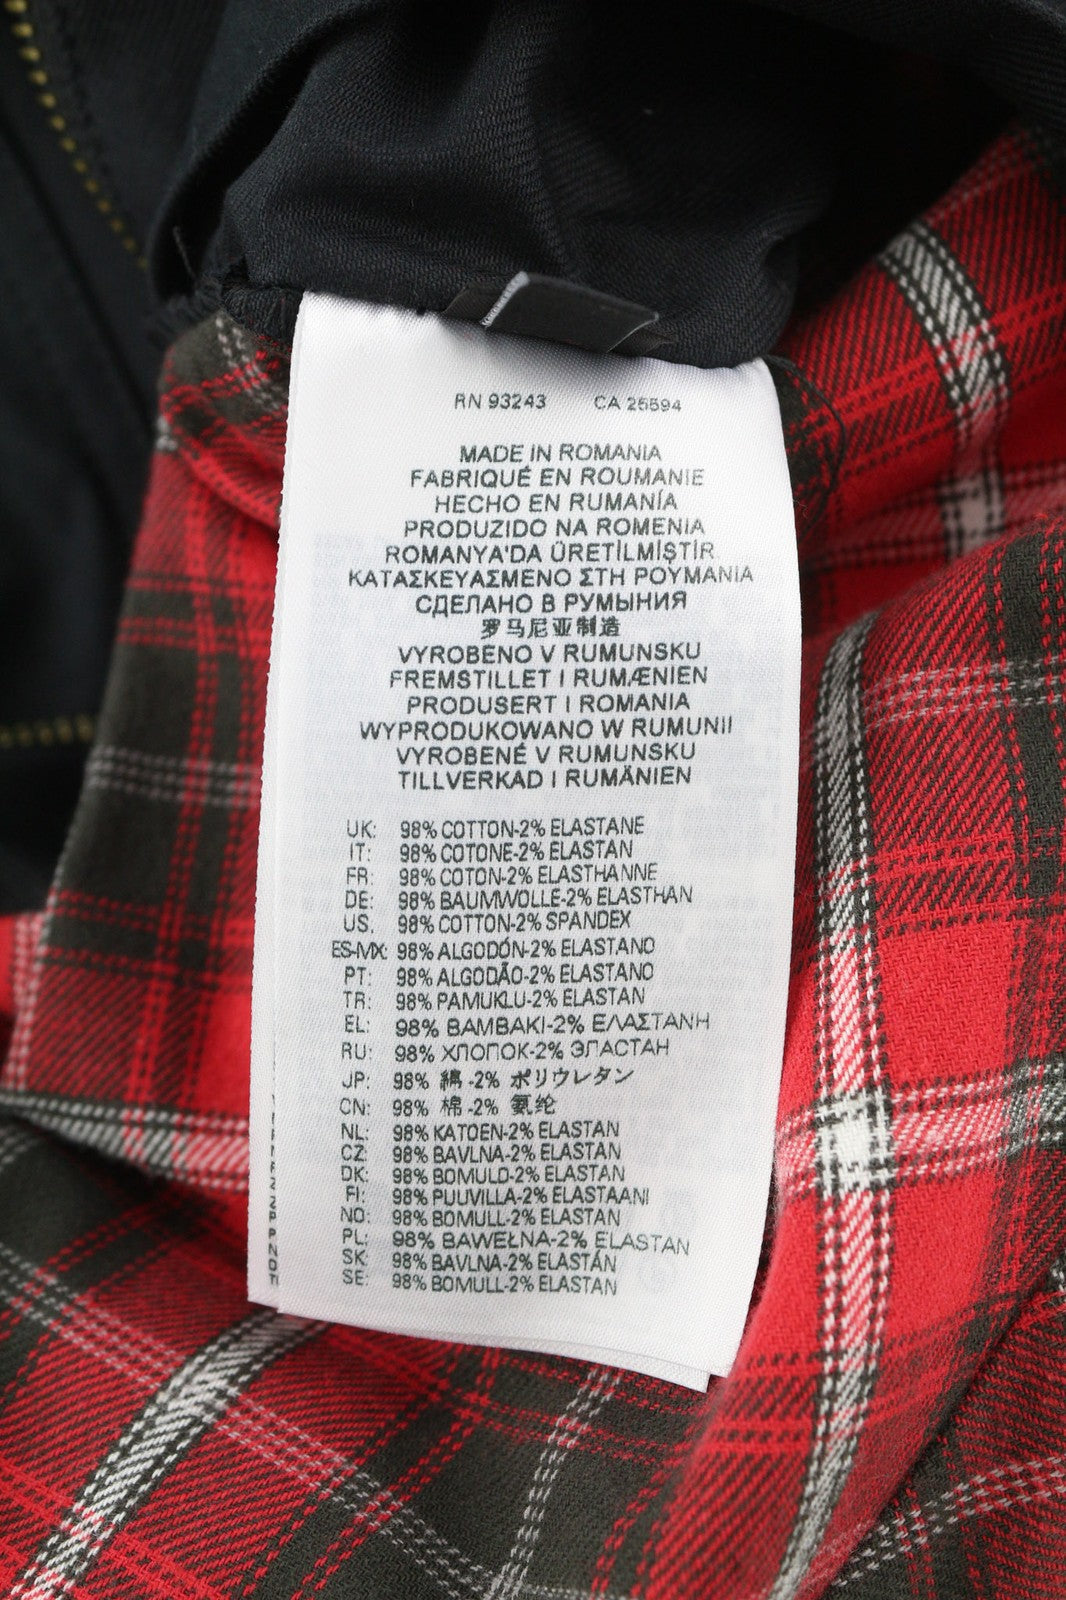 RN 93243 CA 25594
MADE IN ROMANIA
FABRIQUÉ EN ROUMANIE
HECHO EN RUMANÍA
PRODUZIDO NA ROMENIA
ROMANYA'DA ÜRETİLMİŞTİR
ΚΑΤΑΣΚΕΥΑΣΜΕΝΟ ΣΤΗ ΡΟΥΜΑΝΙΑ
СДЕЛАНО В РУМЫНИЯ
罗马尼亚制造
VYROBENO V RUMUNSKU
FREMSTILLET I RUMÆNIEN
PRODUSERT I ROMANIA
WYPRODUKOWANO W RUMUNII
VYROBENÉ V RUMUNSKU
TILLVERKAD I RUMÄNIEN
UK: 98% COTTON-2% ELASTANE
IT: 98% COTONE-2% ELASTAN
FR: 98% COTON-2% ELASTHANNE
DE: 98% BAUMWOLLE-2% ELASTHAN
US. 98% COTTON-2% SPANDEX
ES-MX: 98% ALGODÓN-2% ELASTANO
PT: 98% ALGODÃO-2% ELASTANO
TR: 98% PAMUKLU-2% ELASTAN
EL: 98% ΒΑΜΒΑΚΙ-2% ΕΛΑΣΤΑΝΗ
RU: 98% ХЛОПОК-2% ЭЛАСТАН
JP: 98% 綿 -2% ポリウレタン
CN: 98% 棉 -2% 氨纶
NL: 98% KATOEN-2% ELASTAN
CZ: 98% BAVLNA-2% ELASTAN
DK: 98% BOMULD-2% ELASTAN
FI: 98% PUUVILLA-2% ELASTAANI
NO: 98% BOMULL-2% ELASTAN
PL: 98% BAWEŁNA-2% ELASTAN
SK: 98% BAVLNA-2% ELASTÁN
SE: 98% BOMULL-2% ELASTAN